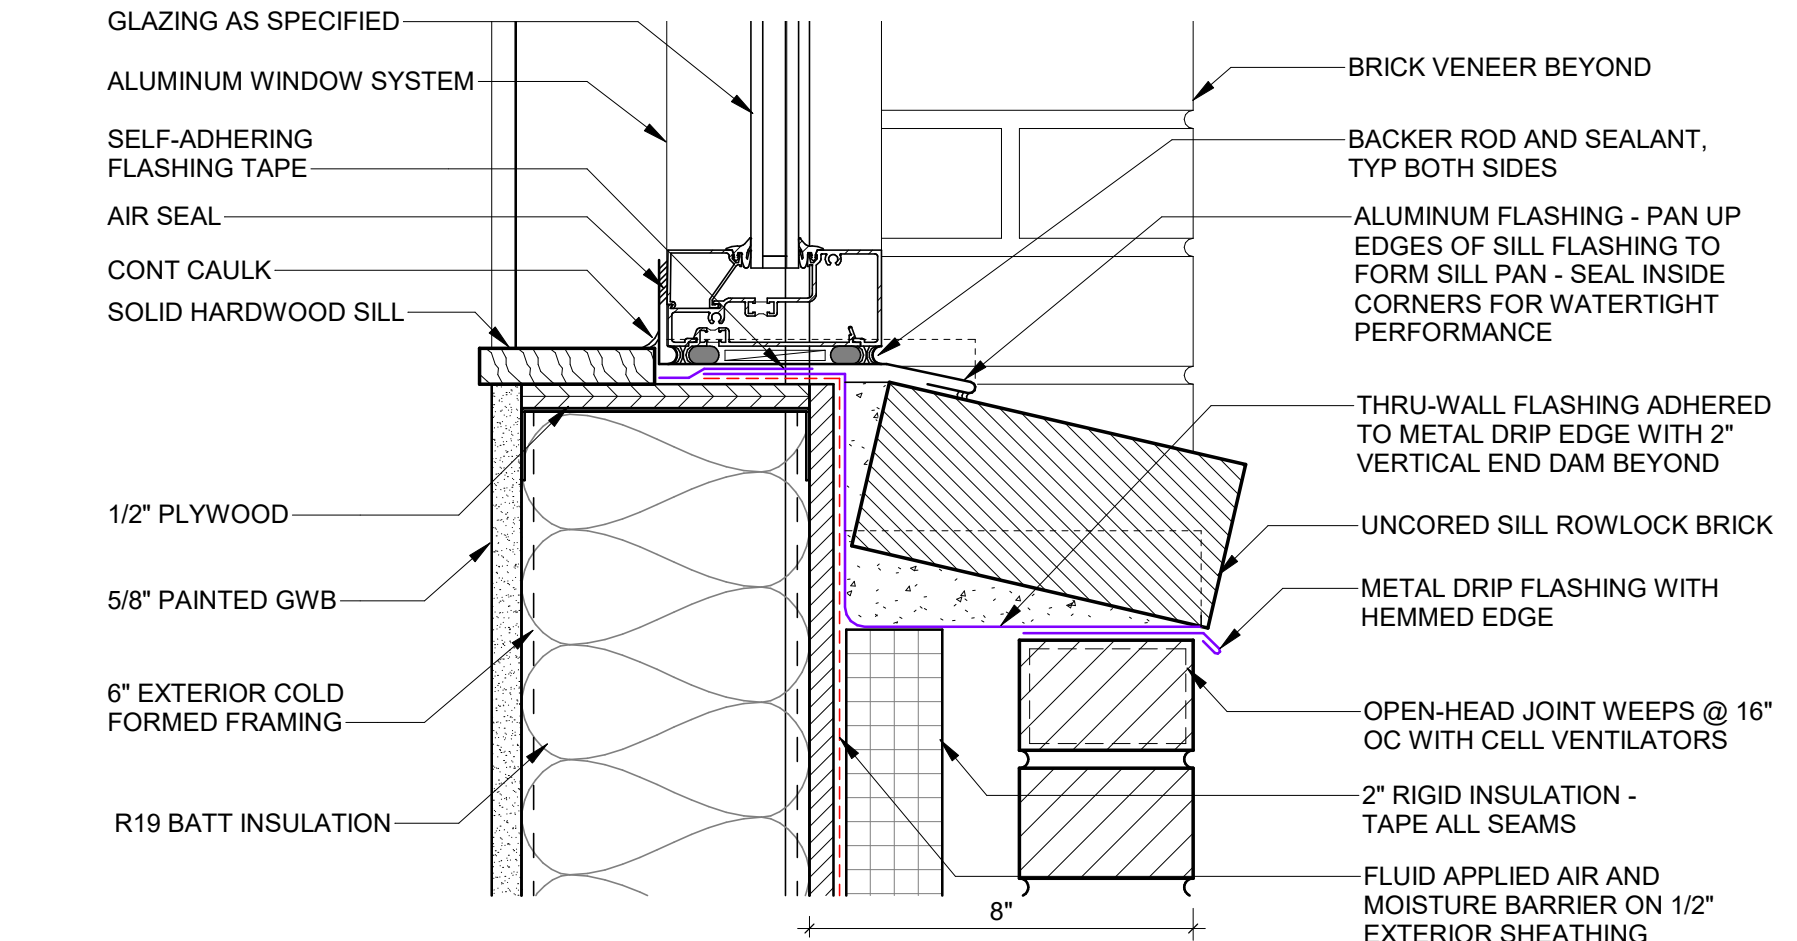 GLAZING AS SPECIFIED
ALUMINUM WINDOW SYSTEM
SELF-ADHERING
FLASHING TAPE
AIR SEAL
CONT CAULK
SOLID HARDWOOD SILL
1/2" PLYWOOD
5/8" PAINTED GWB
6" EXTERIOR COLD
FORMED FRAMING
R19 BATT INSULATION
BRICK VENEER BEYOND
BACKER ROD AND SEALANT,
TYP BOTH SIDES
ALUMINUM FLASHING - PAN UP
EDGES OF SILL FLASHING TO
FORM SILL PAN - SEAL INSIDE
CORNERS FOR WATERTIGHT
PERFORMANCE
THRU-WALL FLASHING ADHERED
TO METAL DRIP EDGE WITH 2"
VERTICAL END DAM BEYOND
UNCORED SILL ROWLOCK BRICK
METAL DRIP FLASHING WITH
HEMMED EDGE
OPEN-HEAD JOINT WEEPS @ 16"
OC WITH CELL VENTILATORS
2" RIGID INSULATION -
TAPE ALL SEAMS
FLUID APPLIED AIR AND
MOISTURE BARRIER ON 1/2"
EXTERIOR SHEATHING
8"